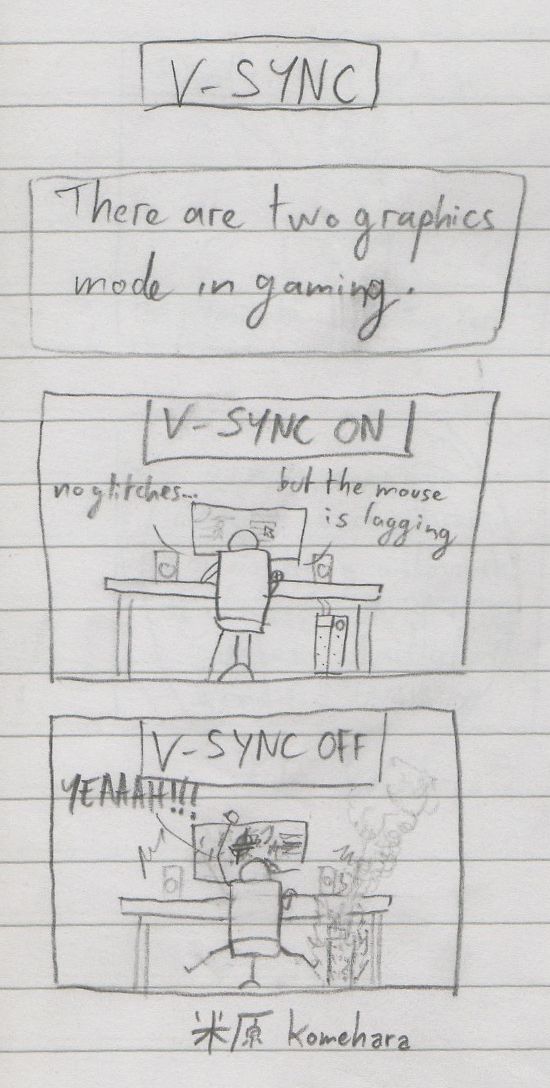 V-SYNC
There are two graphics
mode in gaming.
V-SYNC ON
no glitches...
but the mouse
is lagging
V-SYNC OFF
YEAAAH!!!
米原 komehara